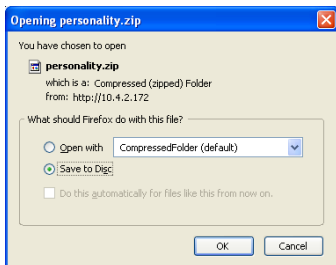 Opening personality.zip
You have chosen to open
personality.zip
which is a: Compressed (zipped) Folder
from: http://10.4.2.172
What should Firefox do with this file?
Open with CompressedFolder (default)
Save to Disc
Do this automatically for files like this from now on.
OK Cancel